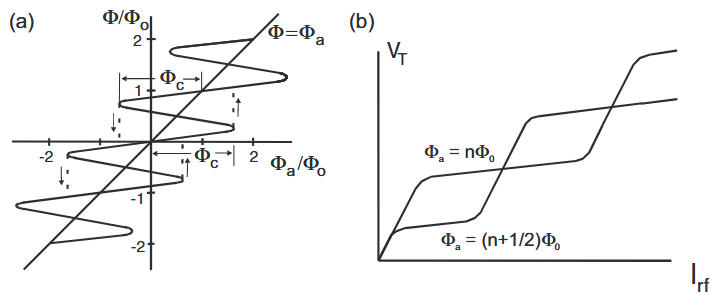 (a)
Φ/Φo
2
Φ=Φa
Φc
1
-2
Φc
2
Φa/Φo
-1
-2
(b)
VT
Φa = nΦ0
Φa = (n+1/2)Φ0
Irf